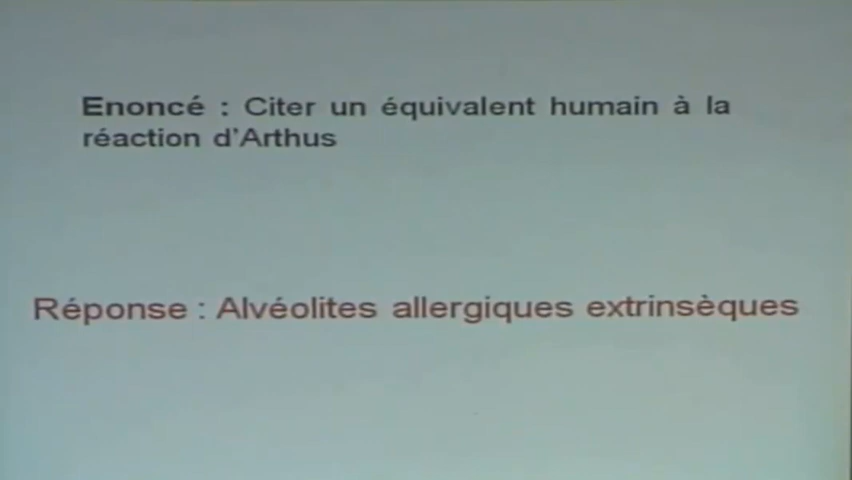 Enoncé : Citer un équivalent humain à la
réaction d'Arthus
Réponse : Alvéolites allergiques extrinsèques